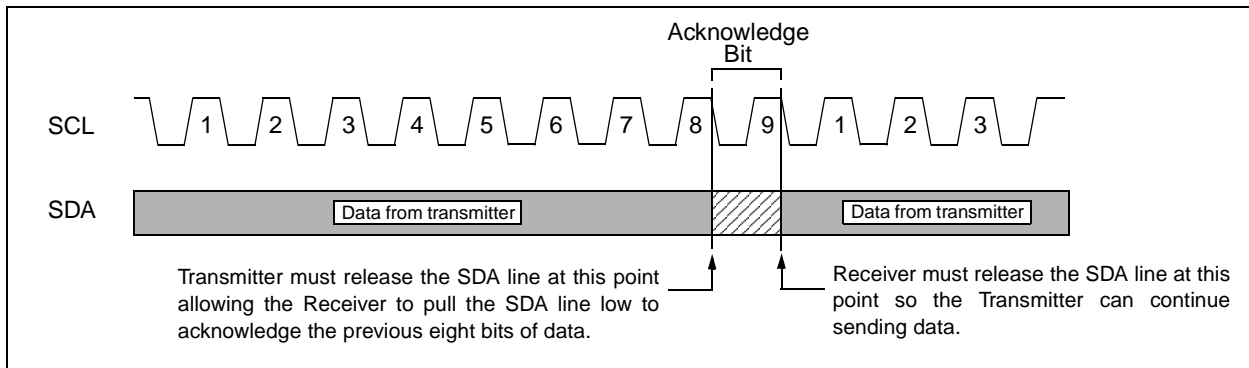 Acknowledge
Bit
SCL 1 2 3 4 5 6 7 8 9 1 2 3
SDA Data from transmitter Data from transmitter
Transmitter must release the SDA line at this point
allowing the Receiver to pull the SDA line low to
acknowledge the previous eight bits of data.
Receiver must release the SDA line at this
point so the Transmitter can continue
sending data.